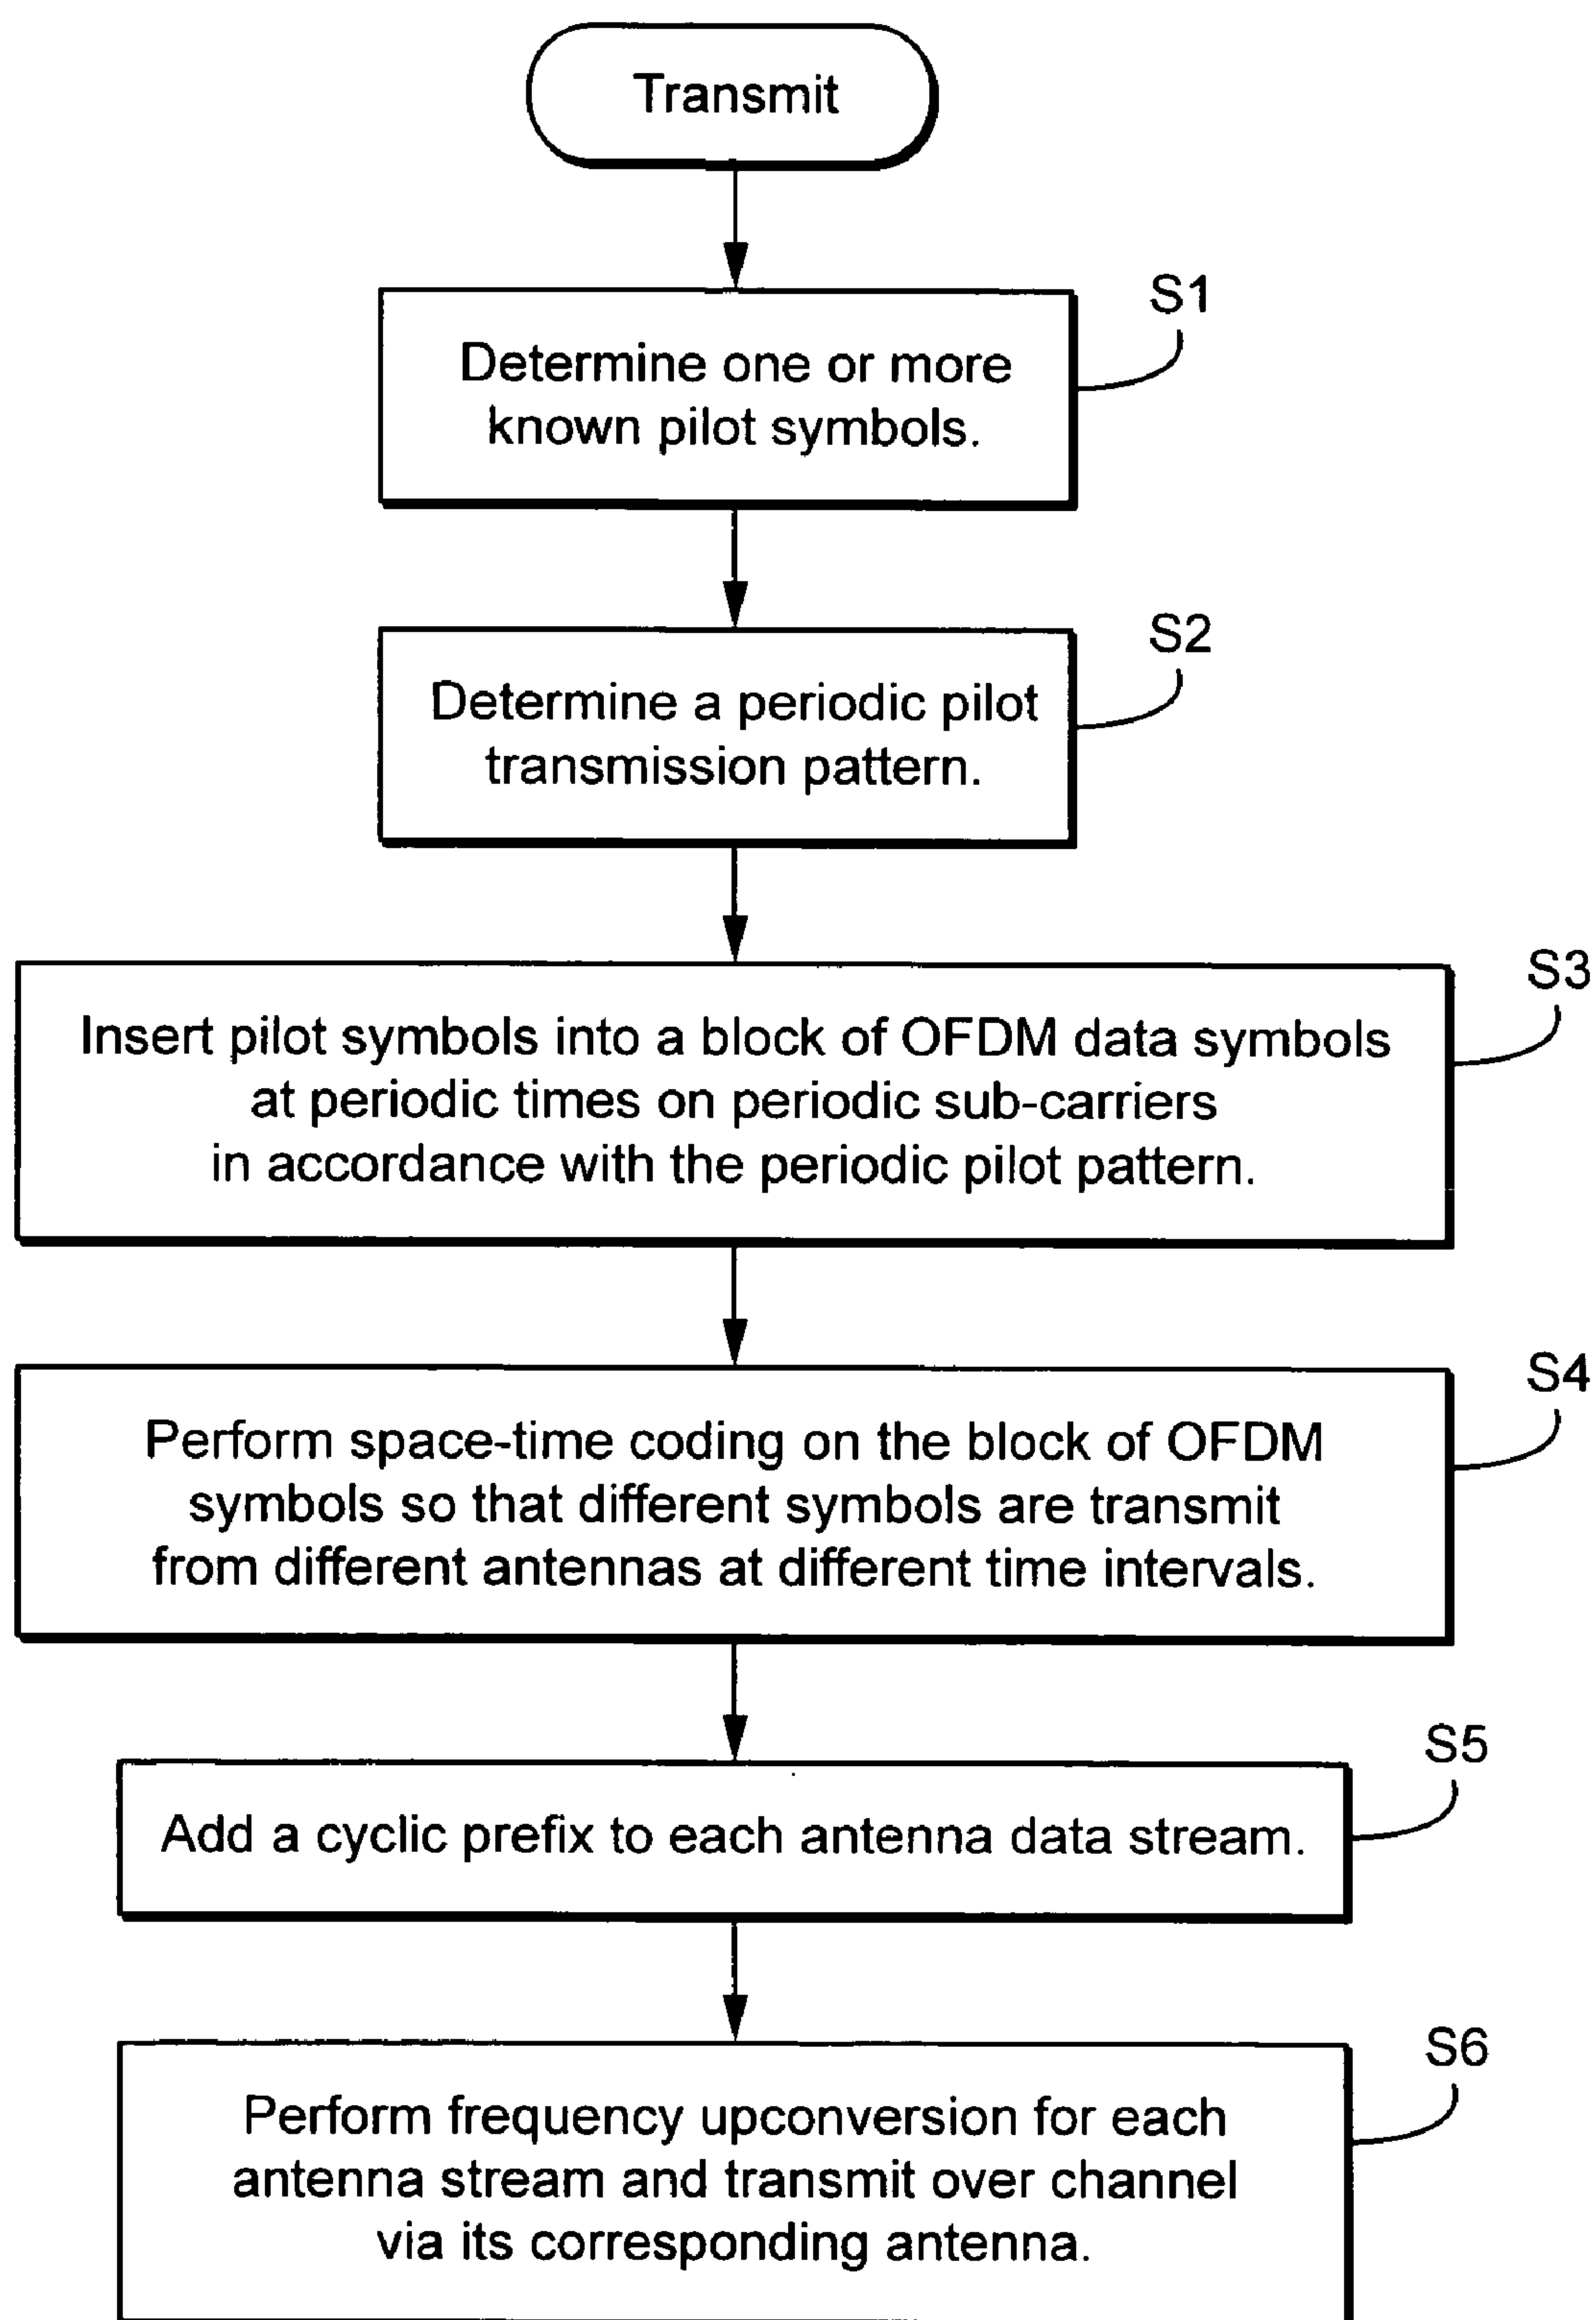 Transmit
S1
Determine one or more
known pilot symbols.
S2
Determine a periodic pilot
transmission pattern.
S3
Insert pilot symbols into a block of OFDM data symbols
at periodic times on periodic sub-carriers
in accordance with the periodic pilot pattern.
S4
Perform space-time coding on the block of OFDM
symbols so that different symbols are transmit
from different antennas at different time intervals.
S5
Add a cyclic prefix to each antenna data stream.
S6
Perform frequency upconversion for each
antenna stream and transmit over channel
via its corresponding antenna.